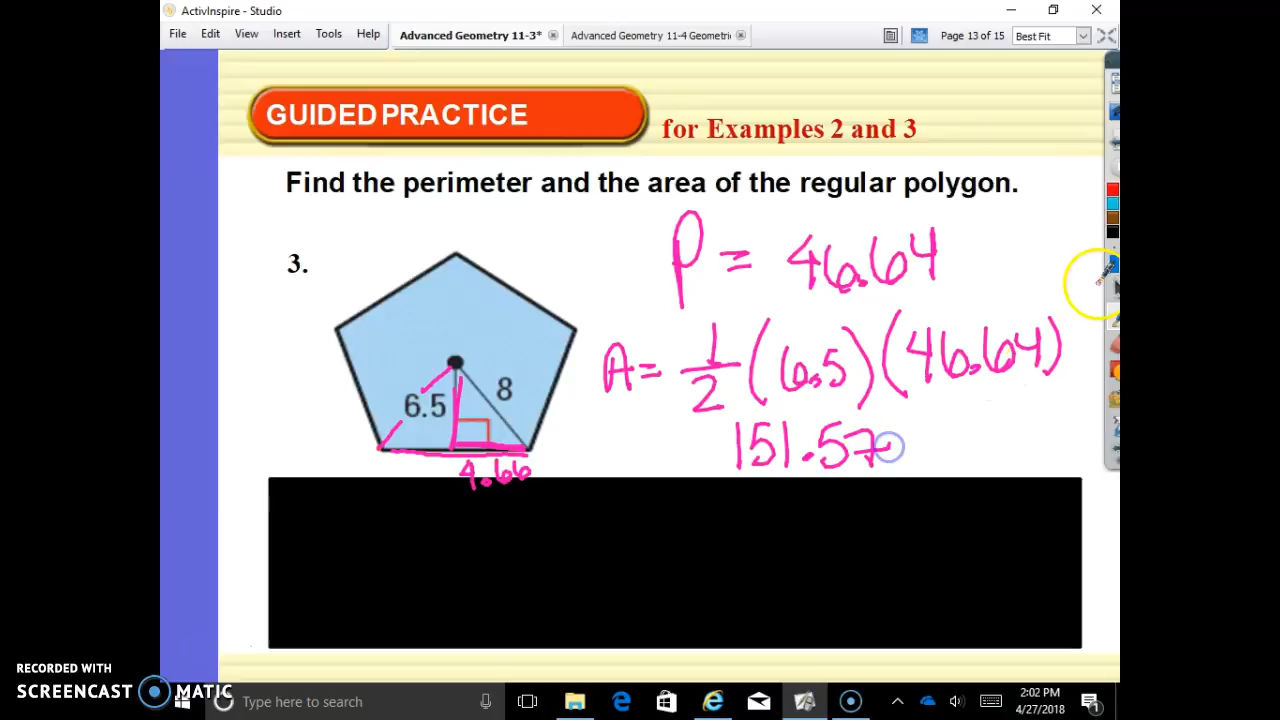 ActivInspire - Studio
File Edit View Insert Tools Help Advanced Geometry 11-3* Advanced Geometry 11-4 Geometri Page 13 of 15 Best Fit
GUIDED PRACTICE
for Examples 2 and 3
Find the perimeter and the area of the regular polygon.
3.
P = 46.64
A = 1/2 (6.5)(46.64)
6.5
8
151.57
4.66
RECORDED WITH
SCREENCAST MATIC
Type here to search
2:02 PM
4/27/2018
1